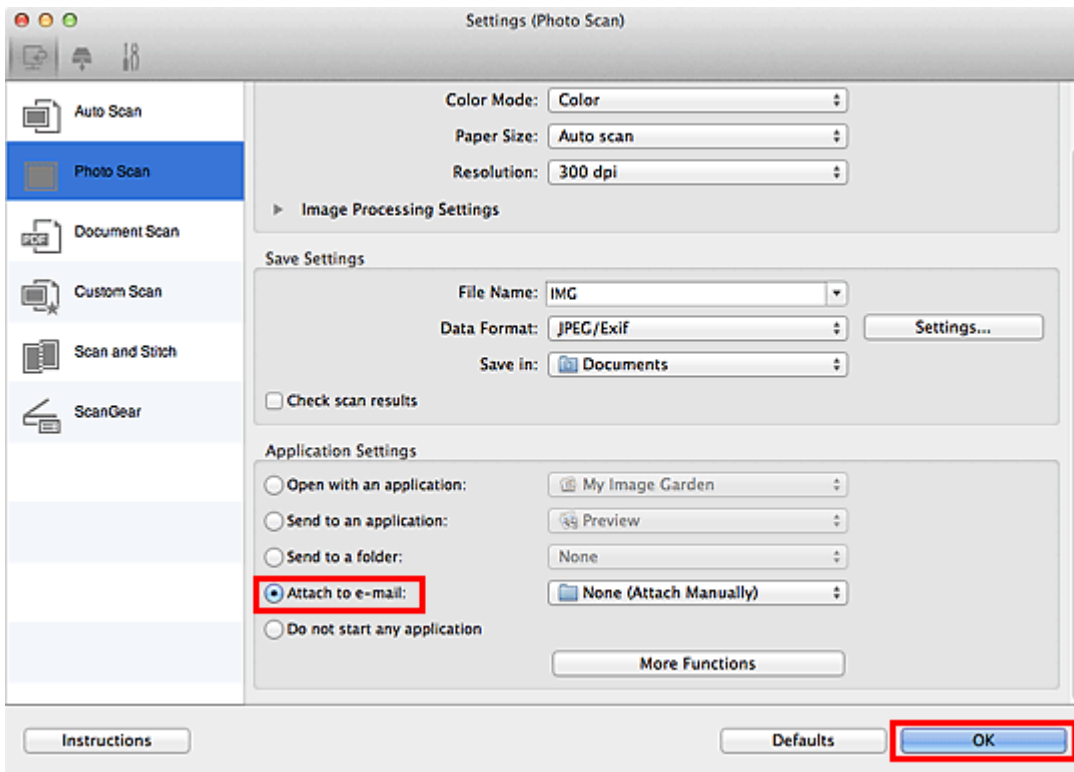 Settings (Photo Scan)
Auto Scan
Photo Scan
PDF
Document Scan
Custom Scan
Scan and Stitch
ScanGear
Color Mode: Color
Paper Size: Auto scan
Resolution: 300 dpi
Image Processing Settings
Save Settings
File Name: IMG
Data Format: JPEG/Exif Settings...
Save in: Documents
Check scan results
Application Settings
Open with an application: My Image Garden
Send to an application: Preview
Send to a folder: None
Attach to e-mail: None (Attach Manually)
Do not start any application
More Functions
Instructions Defaults OK